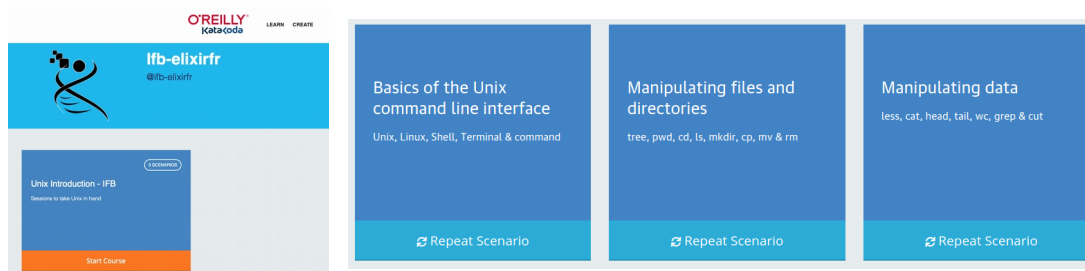 O'REILLY
Katacoda
LEARN CREATE
Ifb-elixirfr
@ifb-elixirfr
3 SCENARIOS
Unix Introduction - IFB
Sessions to take Unix in hand
Start Course
Basics of the Unix
command line interface
Unix, Linux, Shell, Terminal & command
Repeat Scenario
Manipulating files and
directories
tree, pwd, cd, ls, mkdir, cp, mv & rm
Repeat Scenario
Manipulating data
less, cat, head, tail, wc, grep & cut
Repeat Scenario